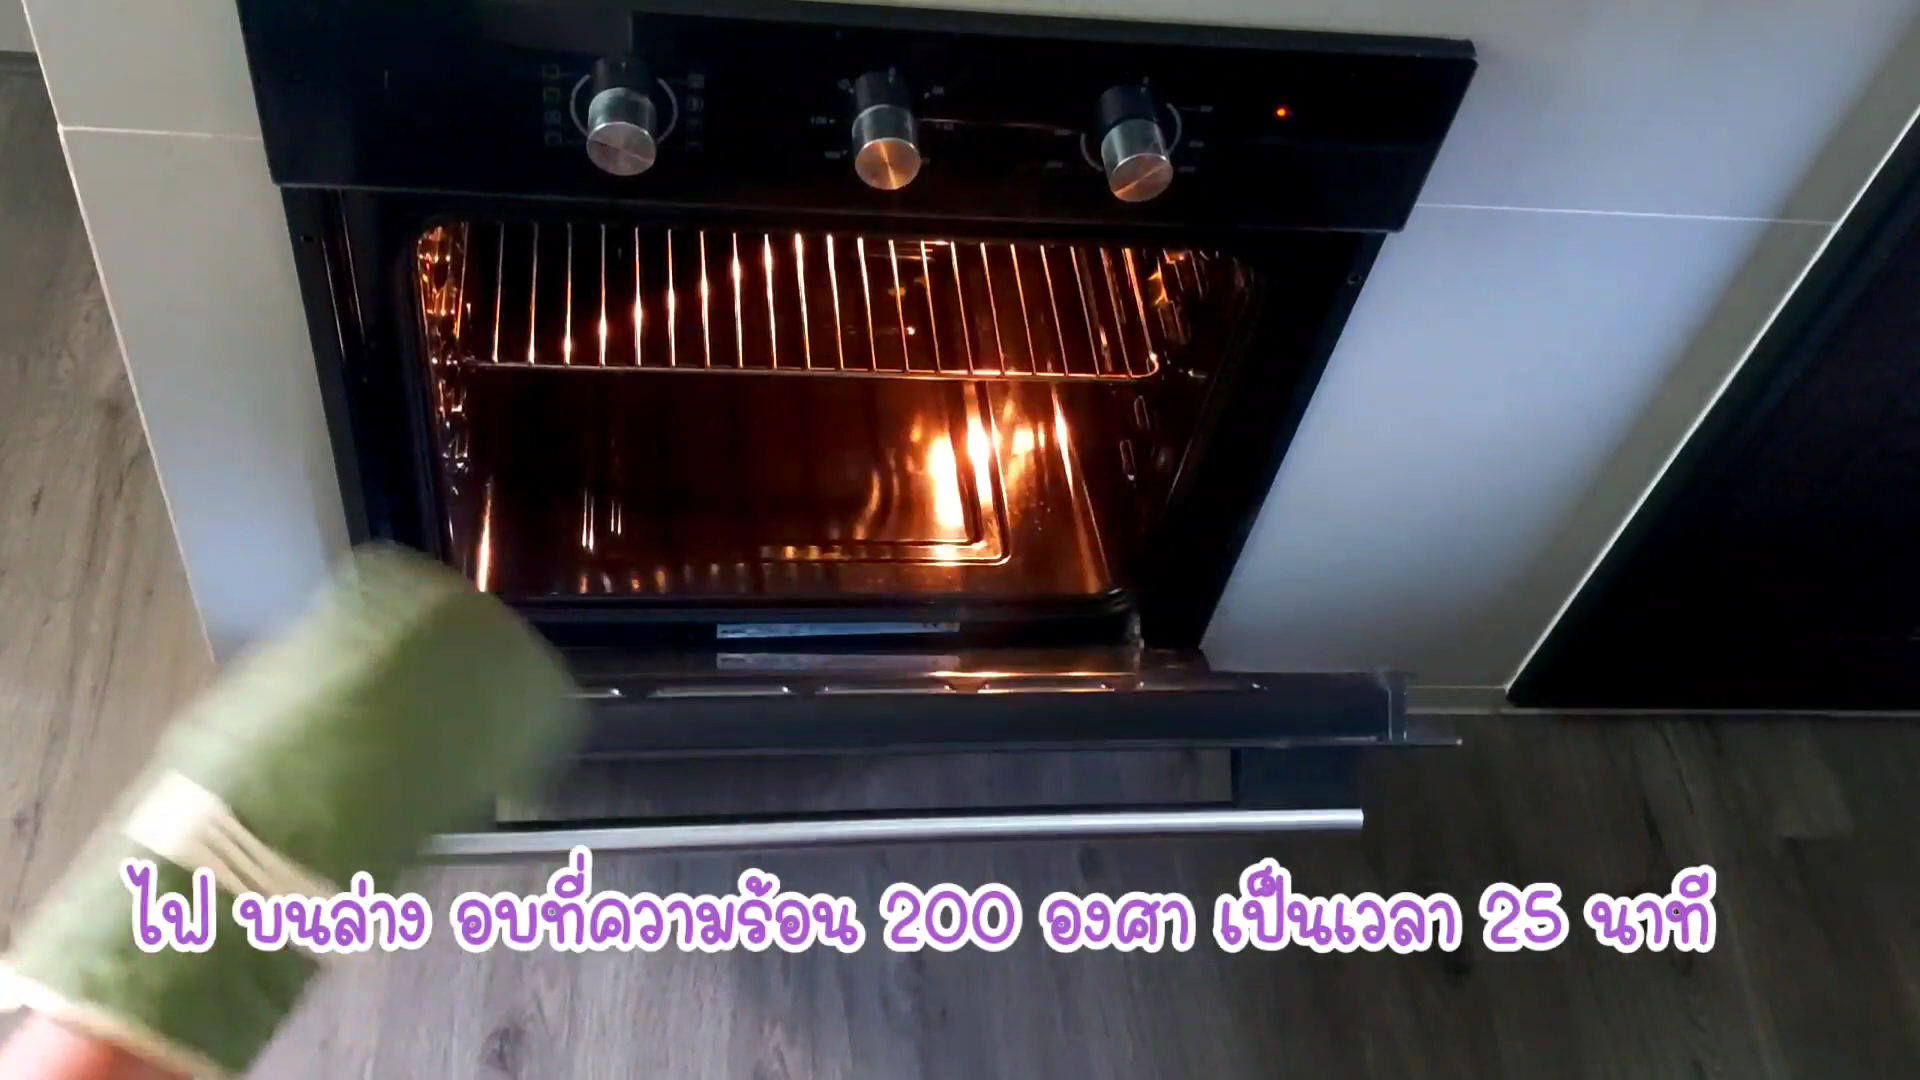 ไฟ บนล่าง อบที่ความร้อน 200 องศา เป็นเวลา 25 นาที